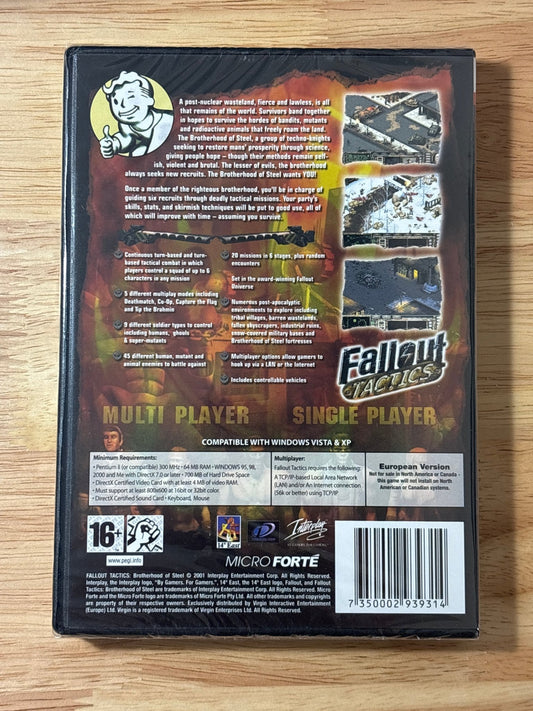 A post-nuclear wasteland, fierce and lawless, is all
that remains of the world. Survivors band together
in hopes to survive the hordes of bandits, mutants
and radioactive animals that freely roam the land.
The Brotherhood of Steel, a group of techno-knights
seeking to restore mans' prosperity through science,
giving people hope – though their methods remain self-
ish, violent and brutal. The lesser of evils, the brotherhood
always seeks new recruits. The Brotherhood of Steel wants YOU!
Once a member of the righteous brotherhood, you'll be in charge of
guiding six recruits through deadly tactical missions. Your party's
skills, stats, and skirmish techniques will be put to good use, all of
which will improve with time – assuming you survive.
Continuous turn-based and turn-
based tactical combat in which
players control a squad of up to 6
characters in any mission
5 different multiplay modes including
Deathmatch, Co-Op, Capture the Flag
and Tip the Brahmin
9 different soldier types to control
including humans, ghouls
& super-mutants
45 different human, mutant and
animal enemies to battle against
20 missions in 6 stages, plus random
encounters
Set in the award-winning Fallout
Universe
Numerous post-apocalyptic
environments to explore including
tribal villages, barren wastelands,
fallen skyscrapers, industrial ruins,
snow-covered military bases and
Brotherhood of Steel fortresses
Multiplayer options allow gamers to
hook up via a LAN or the Internet
Includes controllable vehicles
Fallout
TACTICS
MULTI PLAYER
SINGLE PLAYER
COMPATIBLE WITH WINDOWS VISTA & XP
Minimum Requirements:
• Pentium II (or compatible) 300 MHz • 64 MB RAM • WINDOWS 95, 98,
2000 and Me with DirectX 7.0 or later • 700 MB of Hard Drive Space
• DirectX Certified Video Card with at least 4 MB of video RAM.
• Must support at least 800x600 at 16bit or 32bit color.
• DirectX Certified Sound Card • Keyboard, Mouse
Multiplayer:
Fallout Tactics requires the following:
A TCP/IP-based Local Area Network
(LAN) and/or An Internet connection
(56k or better) using TCP/IP
European Version
Not for sale in North America or Canada -
this game will not install on North
American or Canadian systems.
16+
www.pegi.info
14° East
Interplay
MICRO FORTÉ
FALLOUT TACTICS: Brotherhood of Steel © 2001 Interplay Entertainment Corp. All Rights Reserved.
Interplay, the Interplay logo, "By Gamers. For Gamers.", 14° East, the 14° East logo, Fallout, and Fallout
Tactics: Brotherhood of Steel are trademarks of Interplay Entertainment Corp. All Rights Reserved. Micro
Forte and the Micro Forte logo are trademarks of Micro Forte Pty Ltd. All other trademarks and copyrights
are property of their respective owners. Exclusively distributed by Virgin Interactive Entertainment
(Europe) Ltd. Virgin is a registered trademark of Virgin Enterprises Ltd. All Rights Reserved.
7 350002 939314